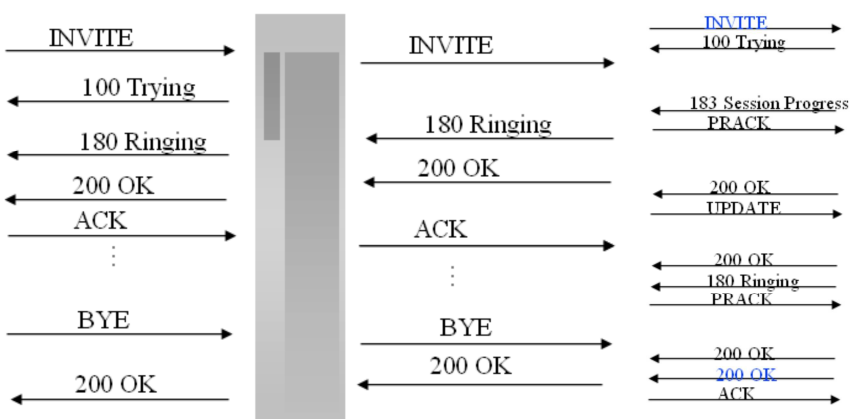 INVITE
100 Trying
180 Ringing
200 OK
ACK
BYE
200 OK
INVITE
180 Ringing
200 OK
ACK
BYE
200 OK
INVITE
100 Trying
183 Session Progress
PRACK
200 OK
UPDATE
200 OK
180 Ringing
PRACK
200 OK
200 OK
ACK